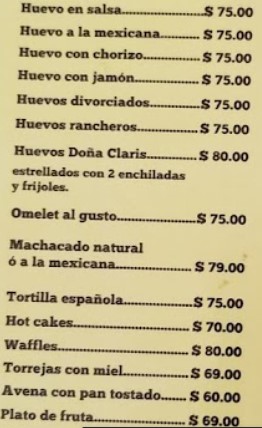 Huevo en salsa..................$ 75.00
Huevo a la mexicana......... $ 75.00
Huevo con chorizo.............$ 75.00
Huevo con jamón...............$ 75.00
Huevos divorciados............$ 75.00
Huevos rancheros...............$ 75.00
Huevos Doña Claris............ $ 80.00
estrellados con 2 enchiladas
y frijoles.
Omelet al gusto...................$ 75.00
Machacado natural
ó a la mexicana.................. $ 79.00
Tortilla española.................$ 75.00
Hot cakes............................ $ 70.00
Waffles................................ $ 80.00
Torrejas con miel................$ 69.00
Avena con pan tostado...... $ 60.00
Plato de fruta...................... $ 69.00